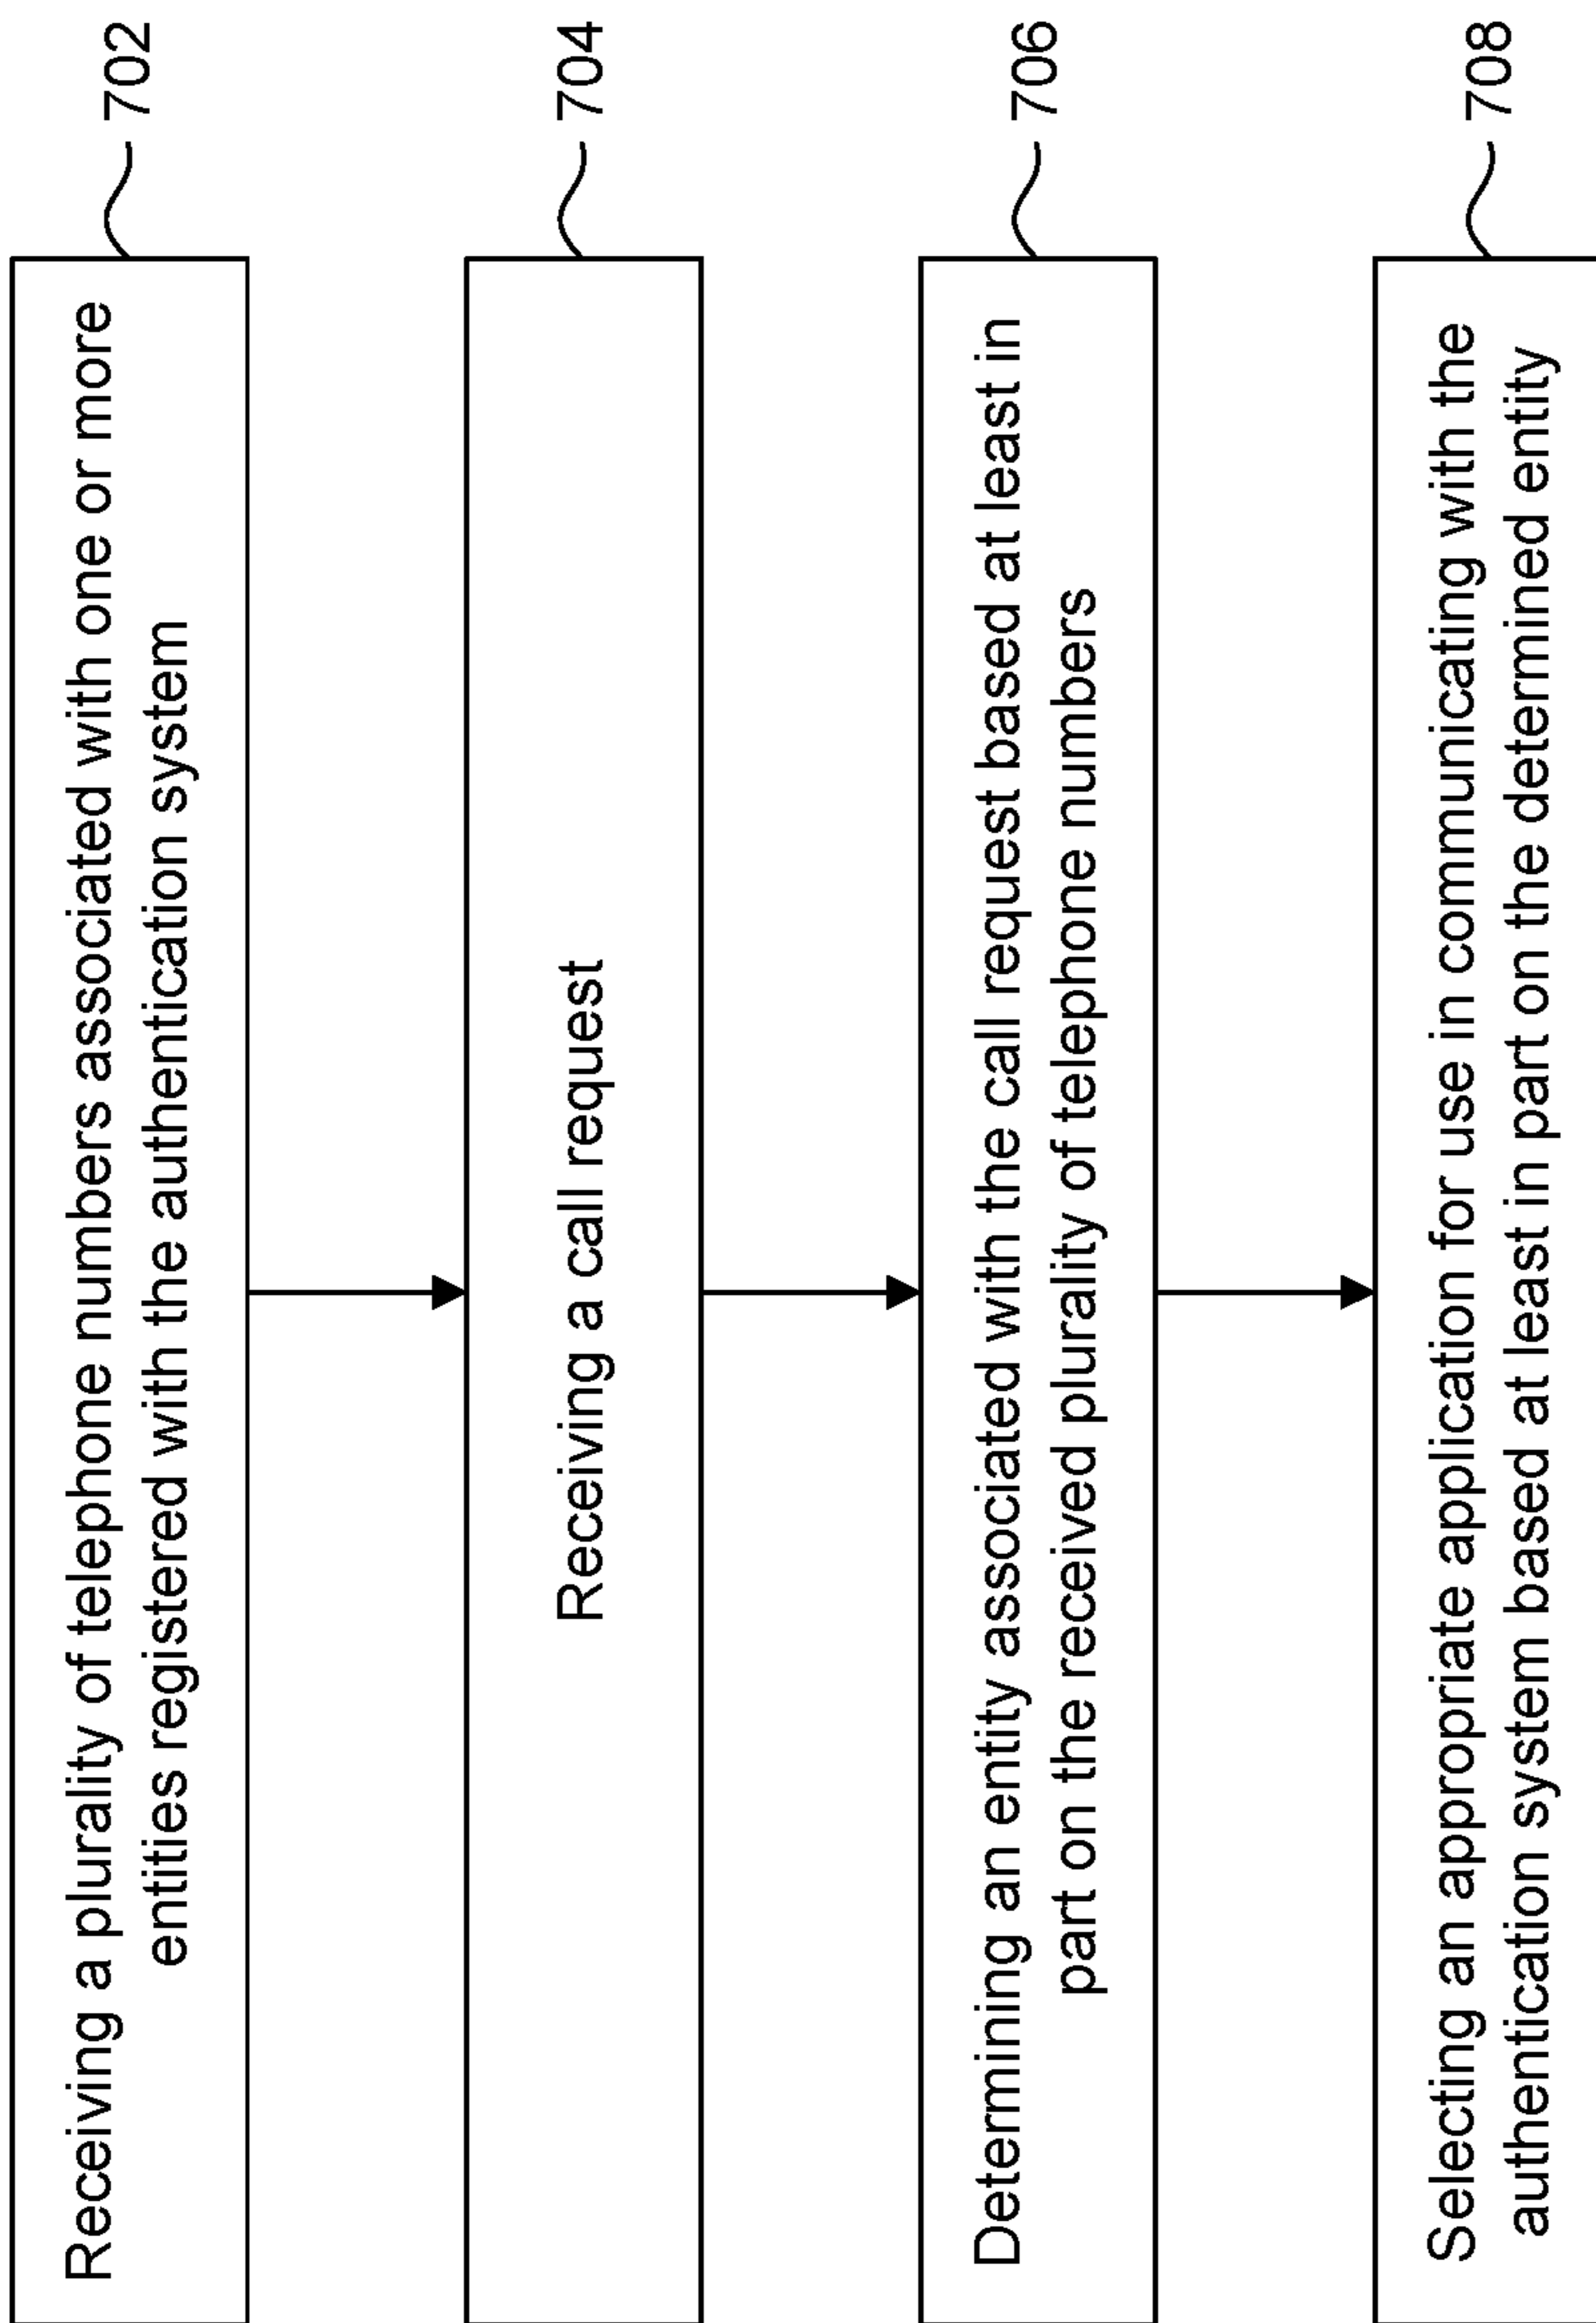 Receiving a plurality of telephone numbers associated with one or more
entities registered with the authentication system
702
Receiving a call request
704
Determining an entity associated with the call request based at least in
part on the received plurality of telephone numbers
706
Selecting an appropriate application for use in communicating with the
authentication system based at least in part on the determined entity
708